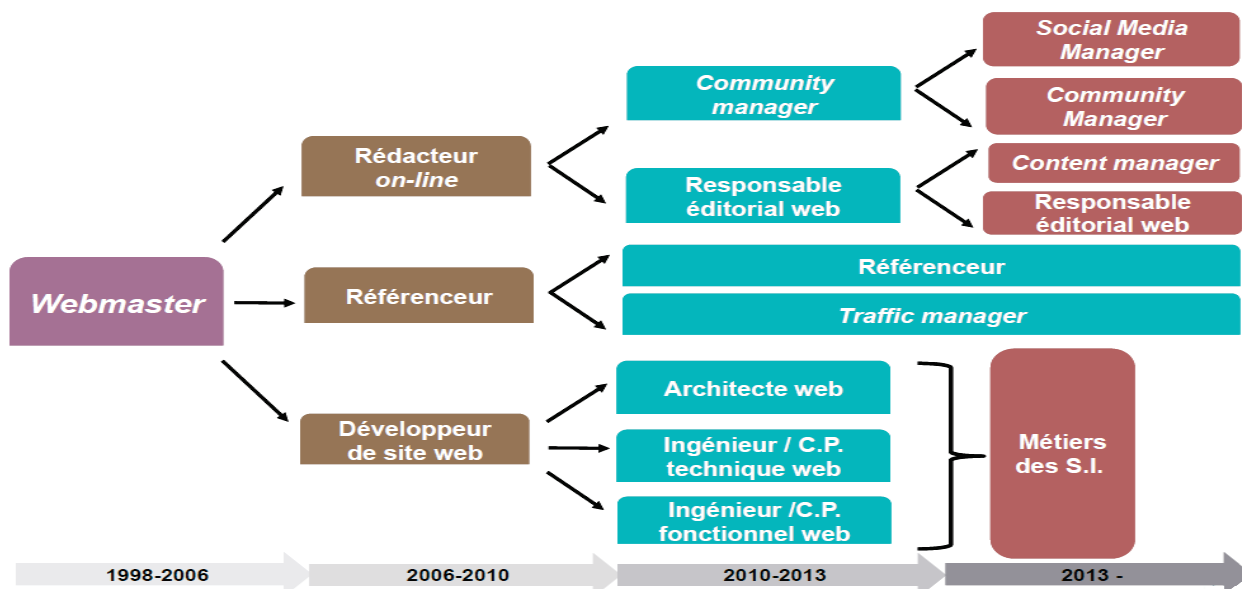 Webmaster
Rédacteur
on-line
Référenceur
Développeur
de site web
Community
manager
Responsable
éditorial web
Référenceur
Traffic manager
Architecte web
Ingénieur / C.P.
technique web
Ingénieur /C.P.
fonctionnel web
Social Media
Manager
Community
Manager
Content manager
Responsable
éditorial web
Métiers
des S.I.
1998-2006
2006-2010
2010-2013
2013 -